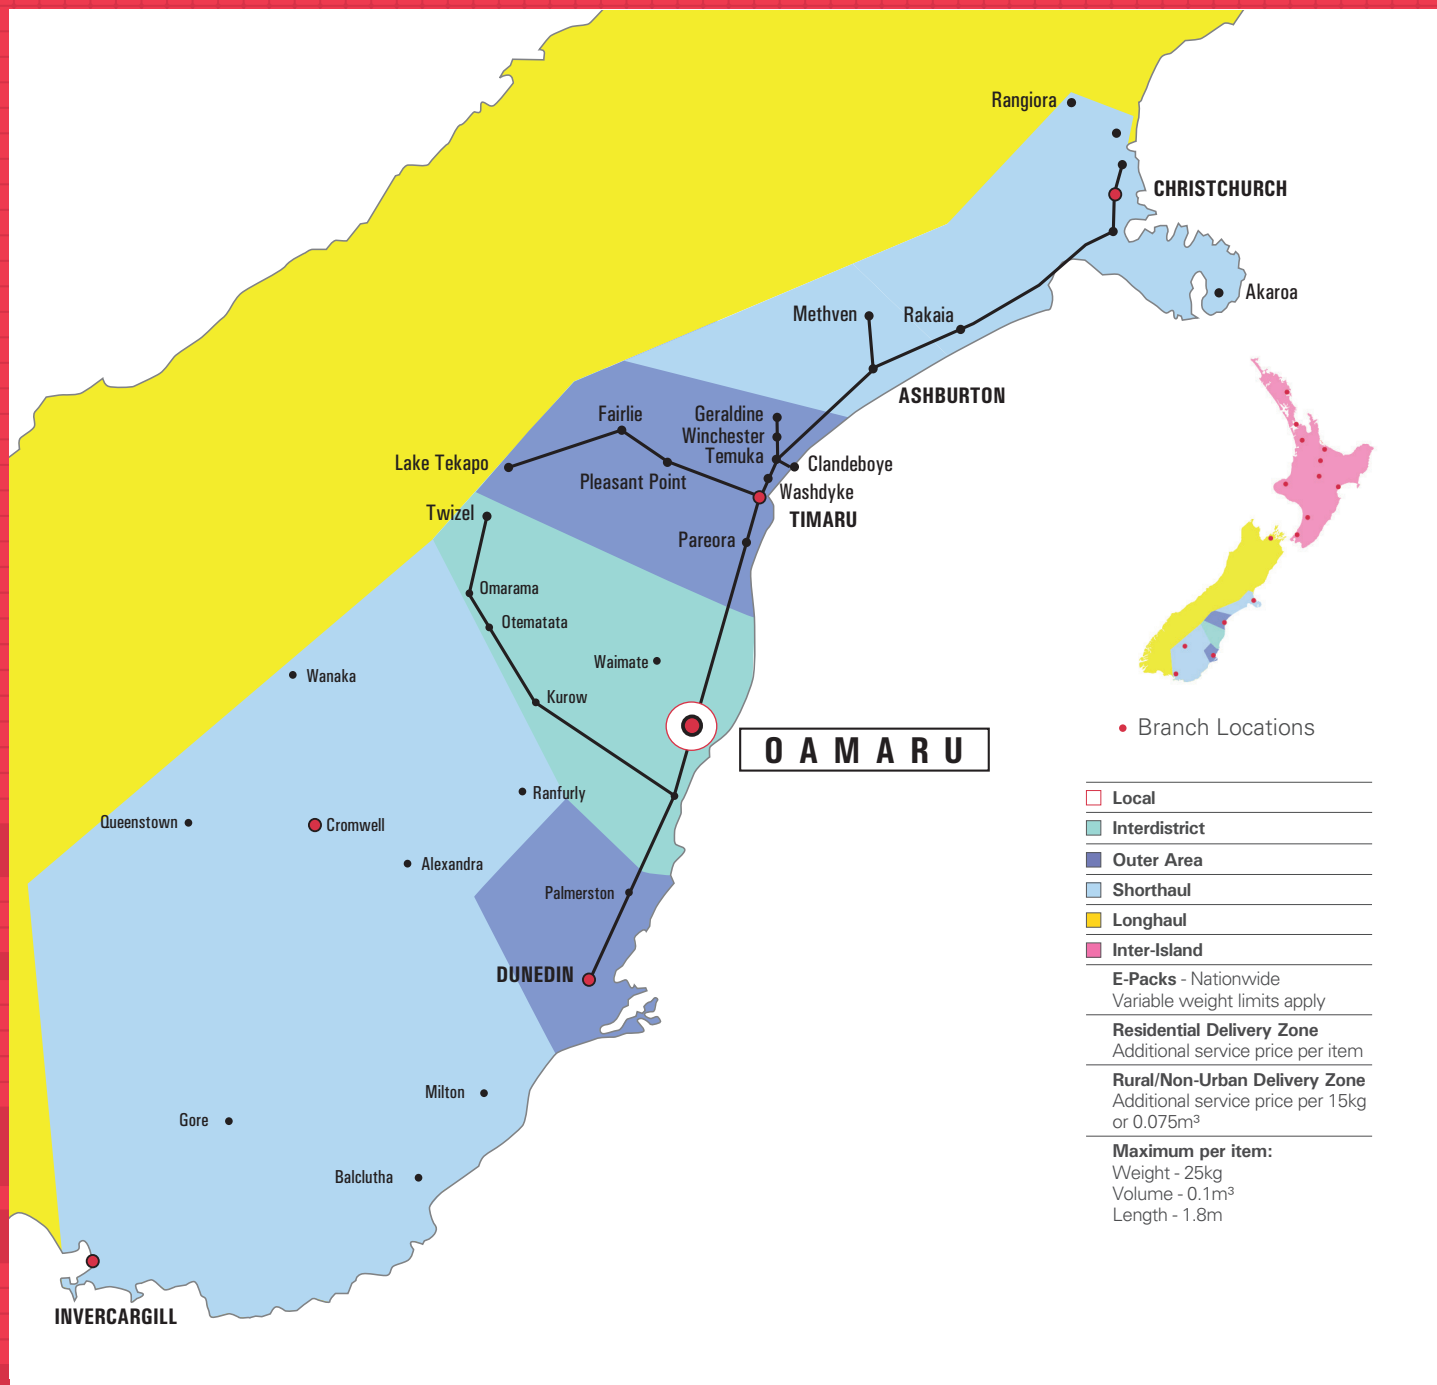 Rangiora
CHRISTCHURCH
Akaroa
Methven
Rakaia
ASHBURTON
Fairlie
Geraldine
Winchester
Temuka
Lake Tekapo
Clandeboye
Pleasant Point
Washdyke
TIMARU
Twizel
Pareora
Omarama
Otematata
Waimate
Wanaka
Kurow
OAMARU
Ranfurly
Queenstown
Cromwell
Alexandra
Palmerston
DUNEDIN
Milton
Gore
Balclutha
INVERCARGILL
Branch Locations
Local
Interdistrict
Outer Area
Shorthaul
Longhaul
Inter-Island
E-Packs - Nationwide
Variable weight limits apply
Residential Delivery Zone
Additional service price per item
Rural/Non-Urban Delivery Zone
Additional service price per 15kg
or 0.075m³
Maximum per item:
Weight - 25kg
Volume - 0.1m³
Length - 1.8m